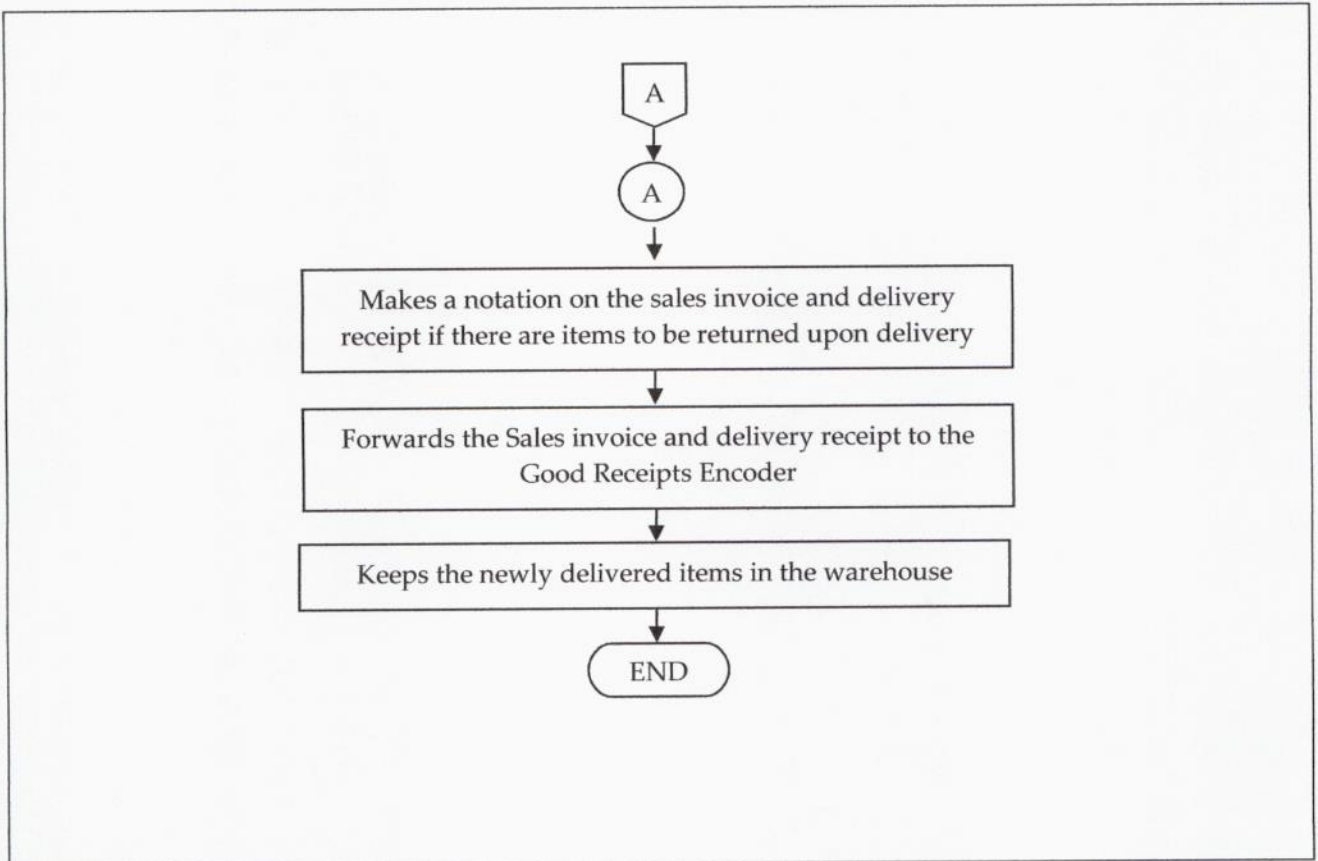 A
A
Makes a notation on the sales invoice and delivery
receipt if there are items to be returned upon delivery
Forwards the Sales invoice and delivery receipt to the
Good Receipts Encoder
Keeps the newly delivered items in the warehouse
END